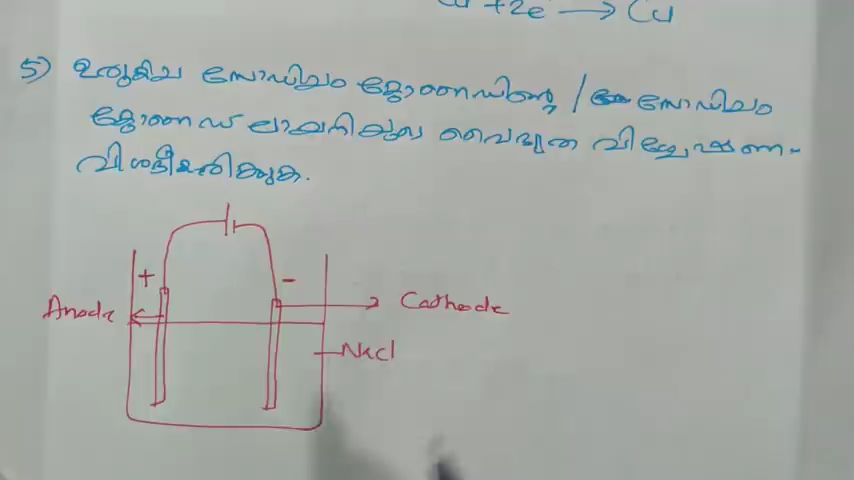 +2e → Cu
5) ഉരുകിയ സോഡിയം ക്ലോറൈഡിന്റെ / സോഡിയം
ക്ലോറൈഡ് ലായനിയുടെ വൈദ്യുത വിശ്ലേഷണം
വിശദീകരിക്കുക.
+ -
Anode Cathode
NaCl